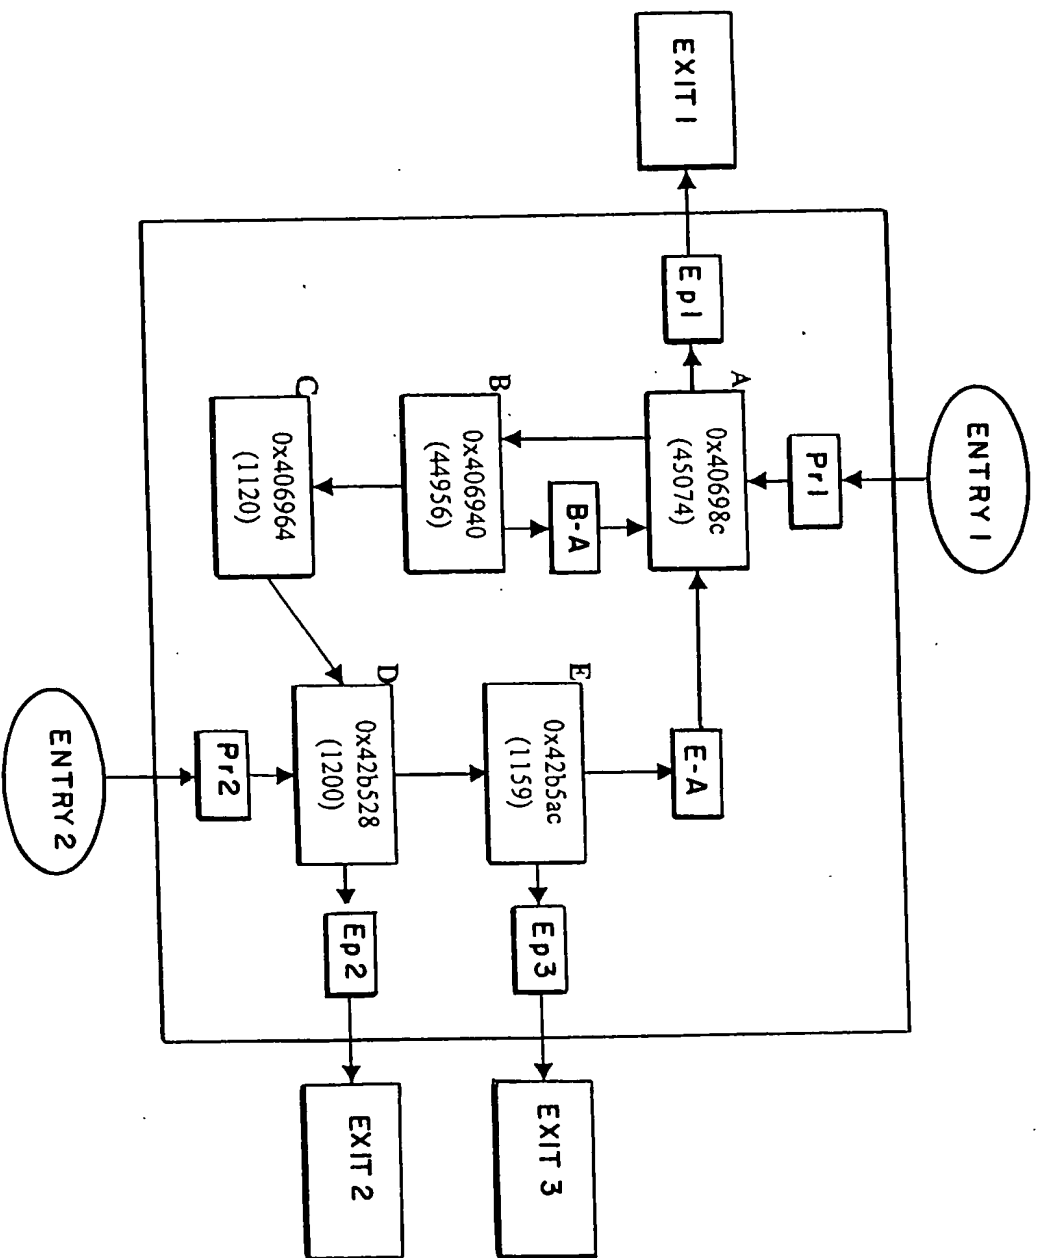 EXIT 1
Ep1
A
0x40698c
(45074)
Pr1
ENTRY 1
B
0x406940
(44956)
B-A
C
0x406964
(1120)
D
0x42b528
(1200)
E
0x42b5ac
(1159)
E-A
Pr2
ENTRY 2
Ep2
Ep3
EXIT 2
EXIT 3